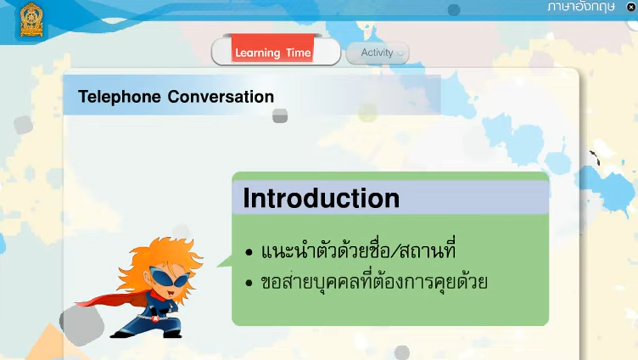 ภาษาอังกฤษ
Learning Time
Activity
Telephone Conversation
Introduction
• แนะนำตัวด้วยชื่อ/สถานที่
• ขอสายบุคคลที่ต้องการคุยด้วย